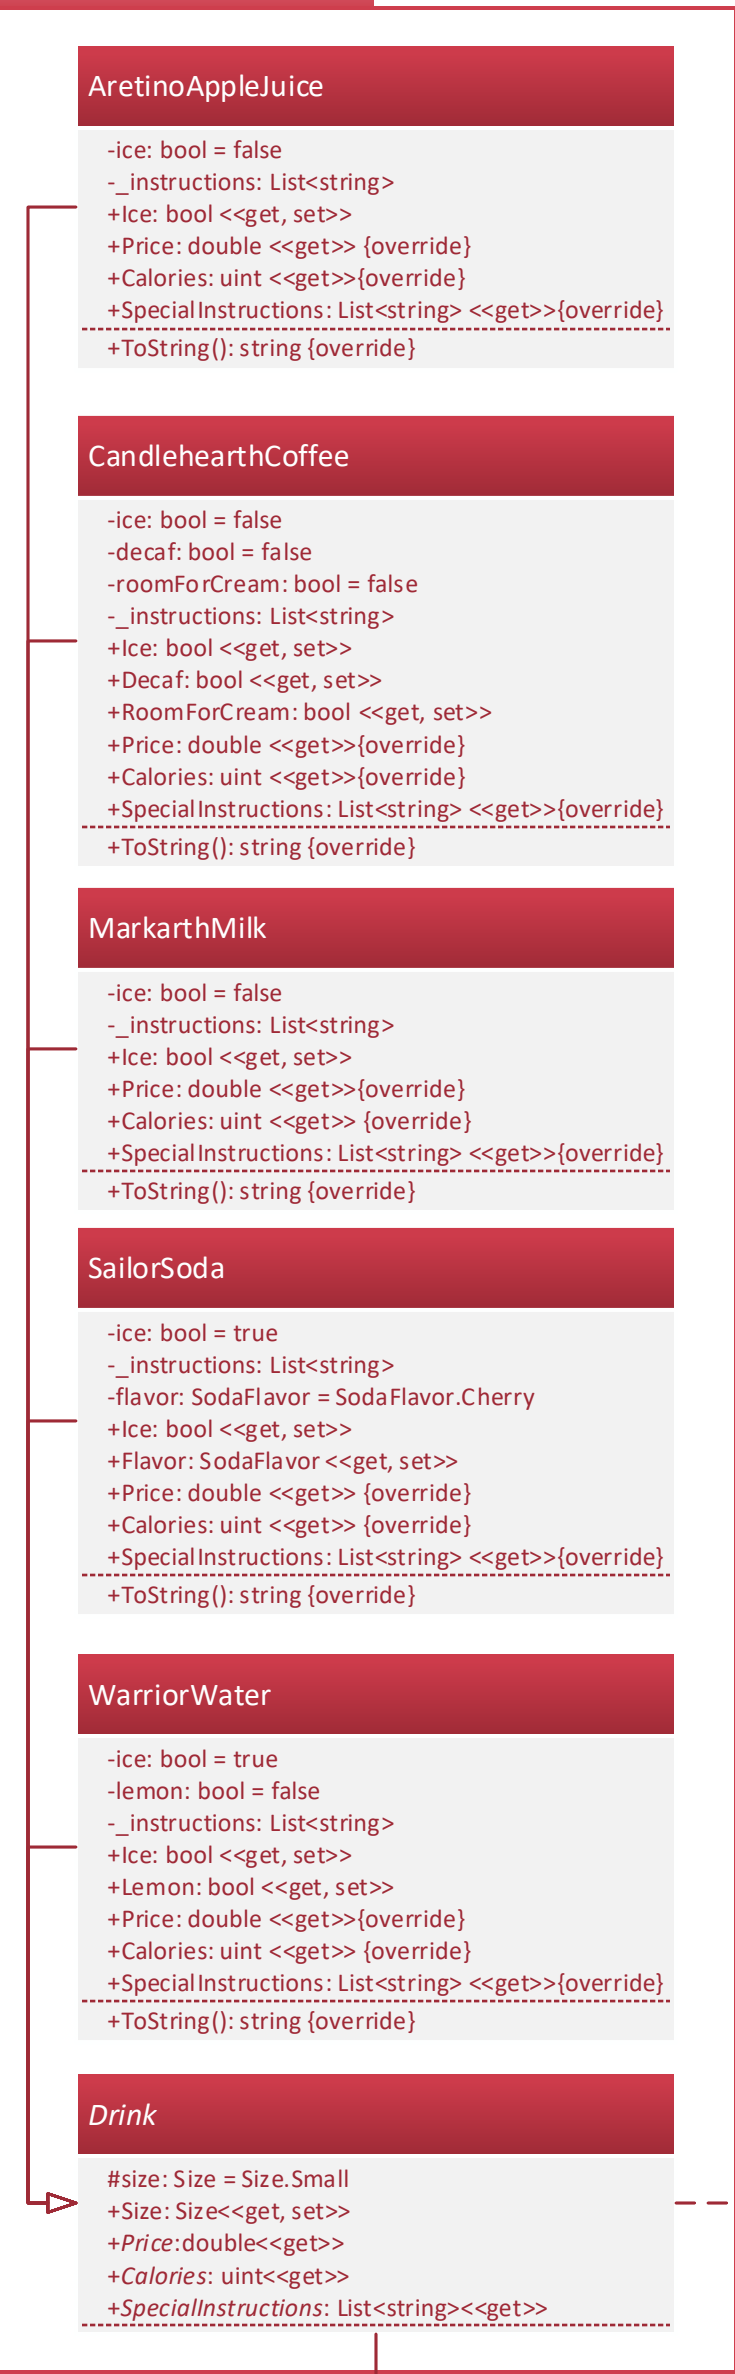 AretinoAppleJuice
-ice: bool = false
-_instructions: List<string>
+Ice: bool <<get, set>>
+Price: double <<get>> {override}
+Calories: uint <<get>>{override}
+SpecialInstructions: List<string> <<get>>{override}
+ToString(): string {override}
CandlehearthCoffee
-ice: bool = false
-decaf: bool = false
-roomForCream: bool = false
-_instructions: List<string>
+Ice: bool <<get, set>>
+Decaf: bool <<get, set>>
+RoomForCream: bool <<get, set>>
+Price: double <<get>>{override}
+Calories: uint <<get>>{override}
+SpecialInstructions: List<string> <<get>>{override}
+ToString(): string {override}
MarkarthMilk
-ice: bool = false
-_instructions: List<string>
+Ice: bool <<get, set>>
+Price: double <<get>>{override}
+Calories: uint <<get>> {override}
+SpecialInstructions: List<string> <<get>>{override}
+ToString(): string {override}
SailorSoda
-ice: bool = true
-_instructions: List<string>
-flavor: SodaFlavor = SodaFlavor.Cherry
+Ice: bool <<get, set>>
+Flavor: SodaFlavor <<get, set>>
+Price: double <<get>> {override}
+Calories: uint <<get>> {override}
+SpecialInstructions: List<string> <<get>>{override}
+ToString(): string {override}
WarriorWater
-ice: bool = true
-lemon: bool = false
-_instructions: List<string>
+Ice: bool <<get, set>>
+Lemon: bool <<get, set>>
+Price: double <<get>>{override}
+Calories: uint <<get>> {override}
+SpecialInstructions: List<string> <<get>>{override}
+ToString(): string {override}
Drink
#size: Size = Size.Small
+Size: Size<<get, set>>
+Price:double<<get>>
+Calories: uint<<get>>
+SpecialInstructions: List<string><<get>>